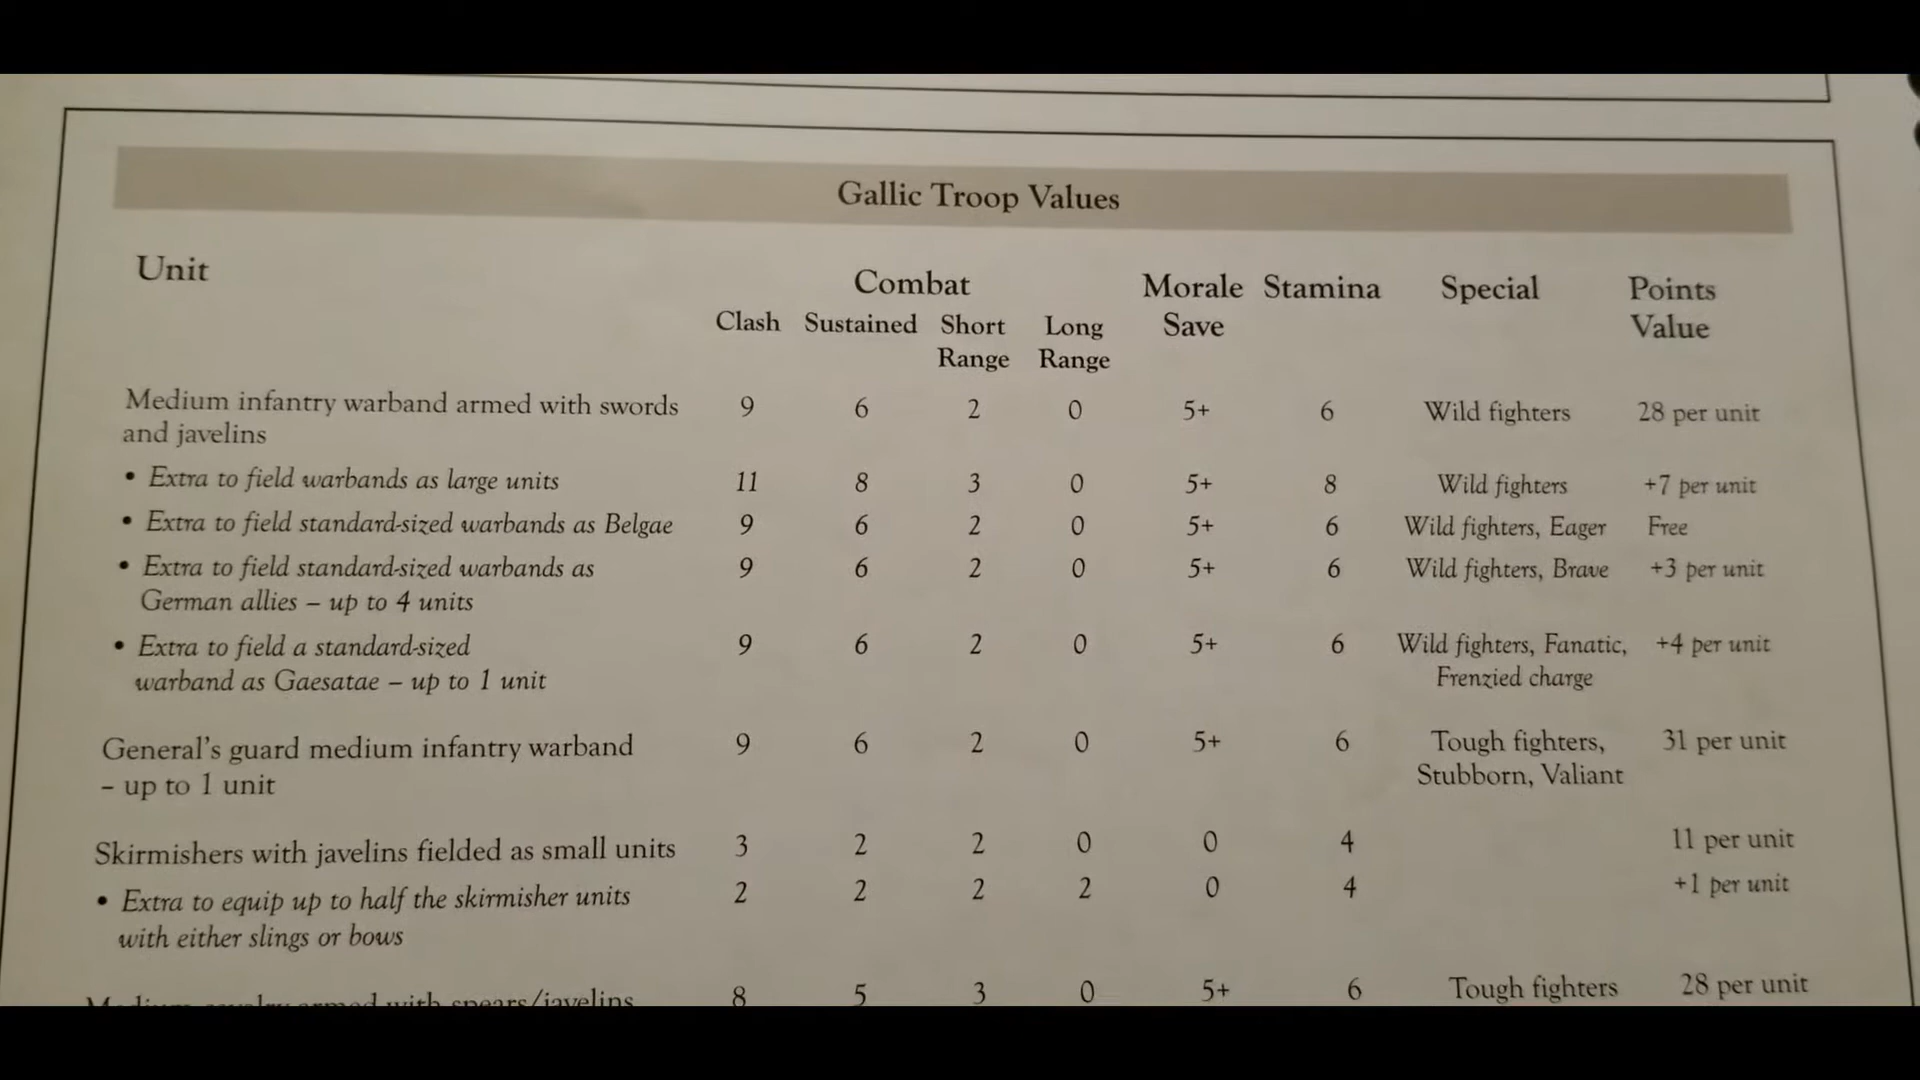 Gallic Troop Values
Unit Combat Morale Stamina Special Points
Clash Sustained Short Long Save Value
Range Range
Medium infantry warband armed with swords 9 6 2 0 5+ 6 Wild fighters 28 per unit
and javelins
• Extra to field warbands as large units 11 8 3 0 5+ 8 Wild fighters +7 per unit
• Extra to field standard-sized warbands as Belgae 9 6 2 0 5+ 6 Wild fighters, Eager Free
• Extra to field standard-sized warbands as 9 6 2 0 5+ 6 Wild fighters, Brave +3 per unit
German allies – up to 4 units
• Extra to field a standard-sized 9 6 2 0 5+ 6 Wild fighters, Fanatic, +4 per unit
warband as Gaesatae – up to 1 unit Frenzied charge
General's guard medium infantry warband 9 6 2 0 5+ 6 Tough fighters, 31 per unit
– up to 1 unit Stubborn, Valiant
Skirmishers with javelins fielded as small units 3 2 2 0 0 4 11 per unit
• Extra to equip up to half the skirmisher units 2 2 2 2 0 4 +1 per unit
with either slings or bows
Medium cavalry armed with spears/javelins 8 5 3 0 5+ 6 Tough fighters 28 per unit